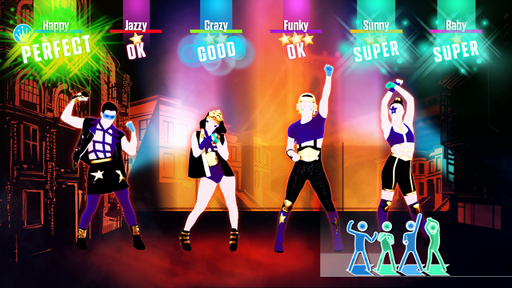 Happy
PERFECT
Jazzy
OK
Crazy
GOOD
Funky
OK
Sunny
SUPER
Baby
SUPER